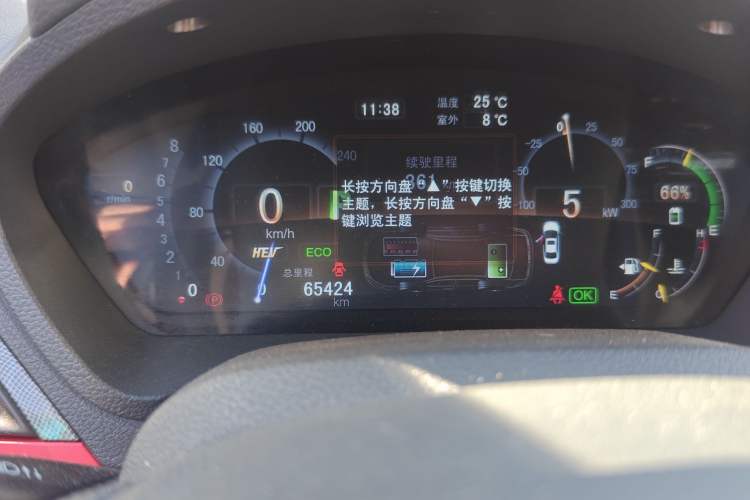 11:38
温度 25 ℃
室外 8℃
8
7
6
5
4
3
2
1
0
0
r/min
40
80
120
160
200
240
0
km/h
HEV
ECO
0
总里程
65424
km
续驶里程
361
长按方向盘“▲”按键切换
主题，长按方向盘“▼”按
键浏览主题
-100
-50
-25
0
25
50
100
300
5
kW
OK
F
66%
E
F
E
H
C
P